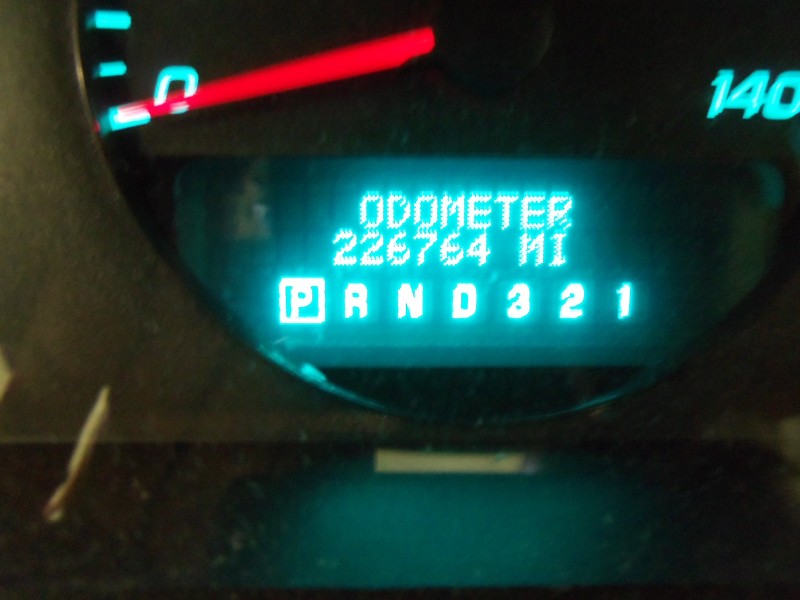 0
140
ODOMETER
226764 MI
P R N D 3 2 1